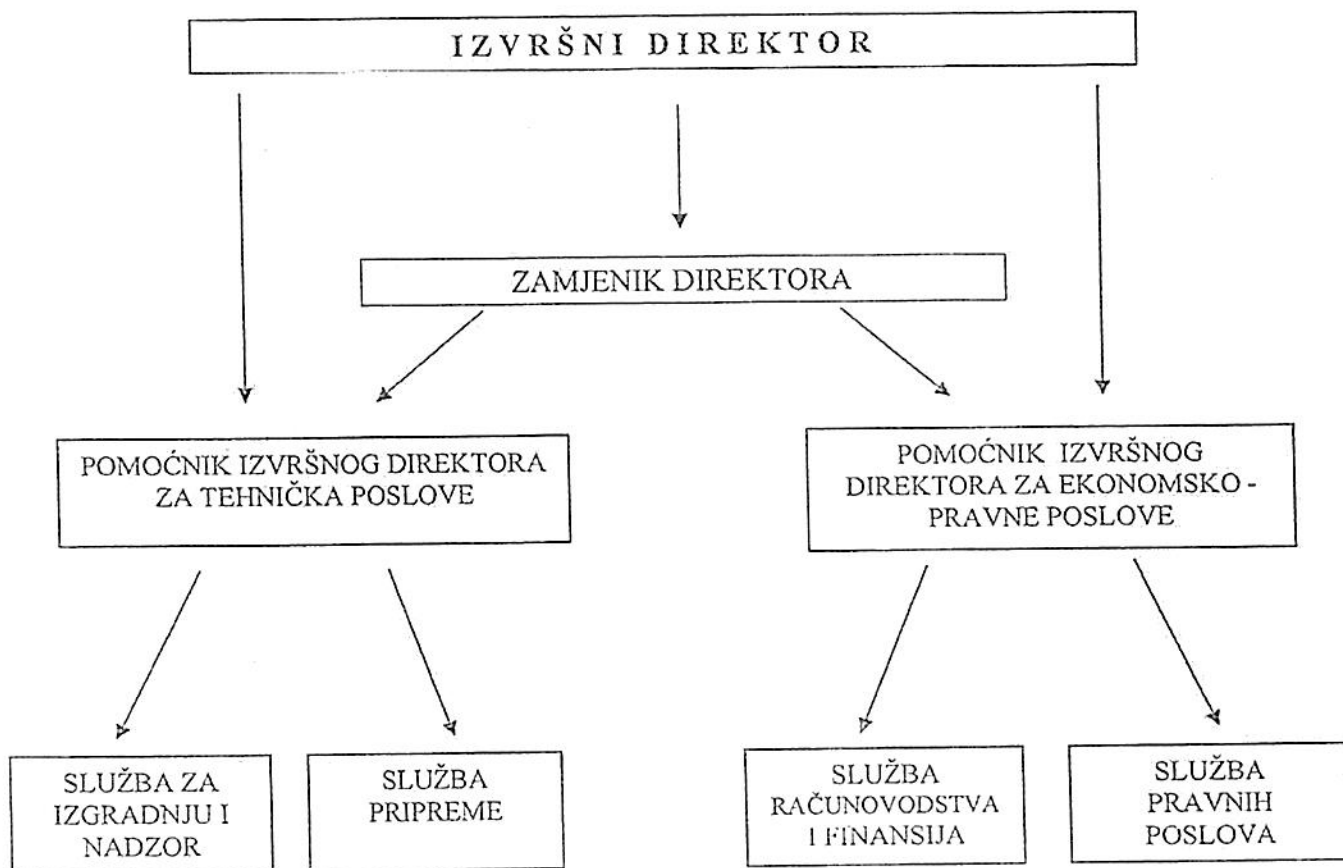 IZVRŠNI DIREKTOR
ZAMJENIK DIREKTORA
POMOĆNIK IZVRŠNOG DIREKTORA
ZA TEHNIČKA POSLOVE
POMOĆNIK IZVRŠNOG
DIREKTORA ZA EKONOMSKO -
PRAVNE POSLOVE
SLUŽBA ZA
IZGRADNJU I
NADZOR
SLUŽBA
PRIPREME
SLUŽBA
RAČUNOVODSTVA
I FINANSIJA
SLUŽBA
PRAVNIH
POSLOVA